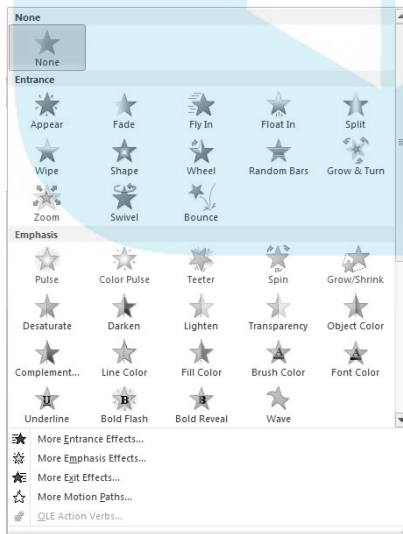 None
None
Entrance
Appear Fade Fly In Float In Split
Wipe Shape Wheel Random Bars Grow & Turn
Zoom Swivel Bounce
Emphasis
Pulse Color Pulse Teeter Spin Grow/Shrink
Desaturate Darken Lighten Transparency Object Color
Complement... Line Color Fill Color Brush Color Font Color
U B B
Underline Bold Flash Bold Reveal Wave
More Entrance Effects...
More Emphasis Effects...
More Exit Effects...
More Motion Paths...
OLE Action Verbs...